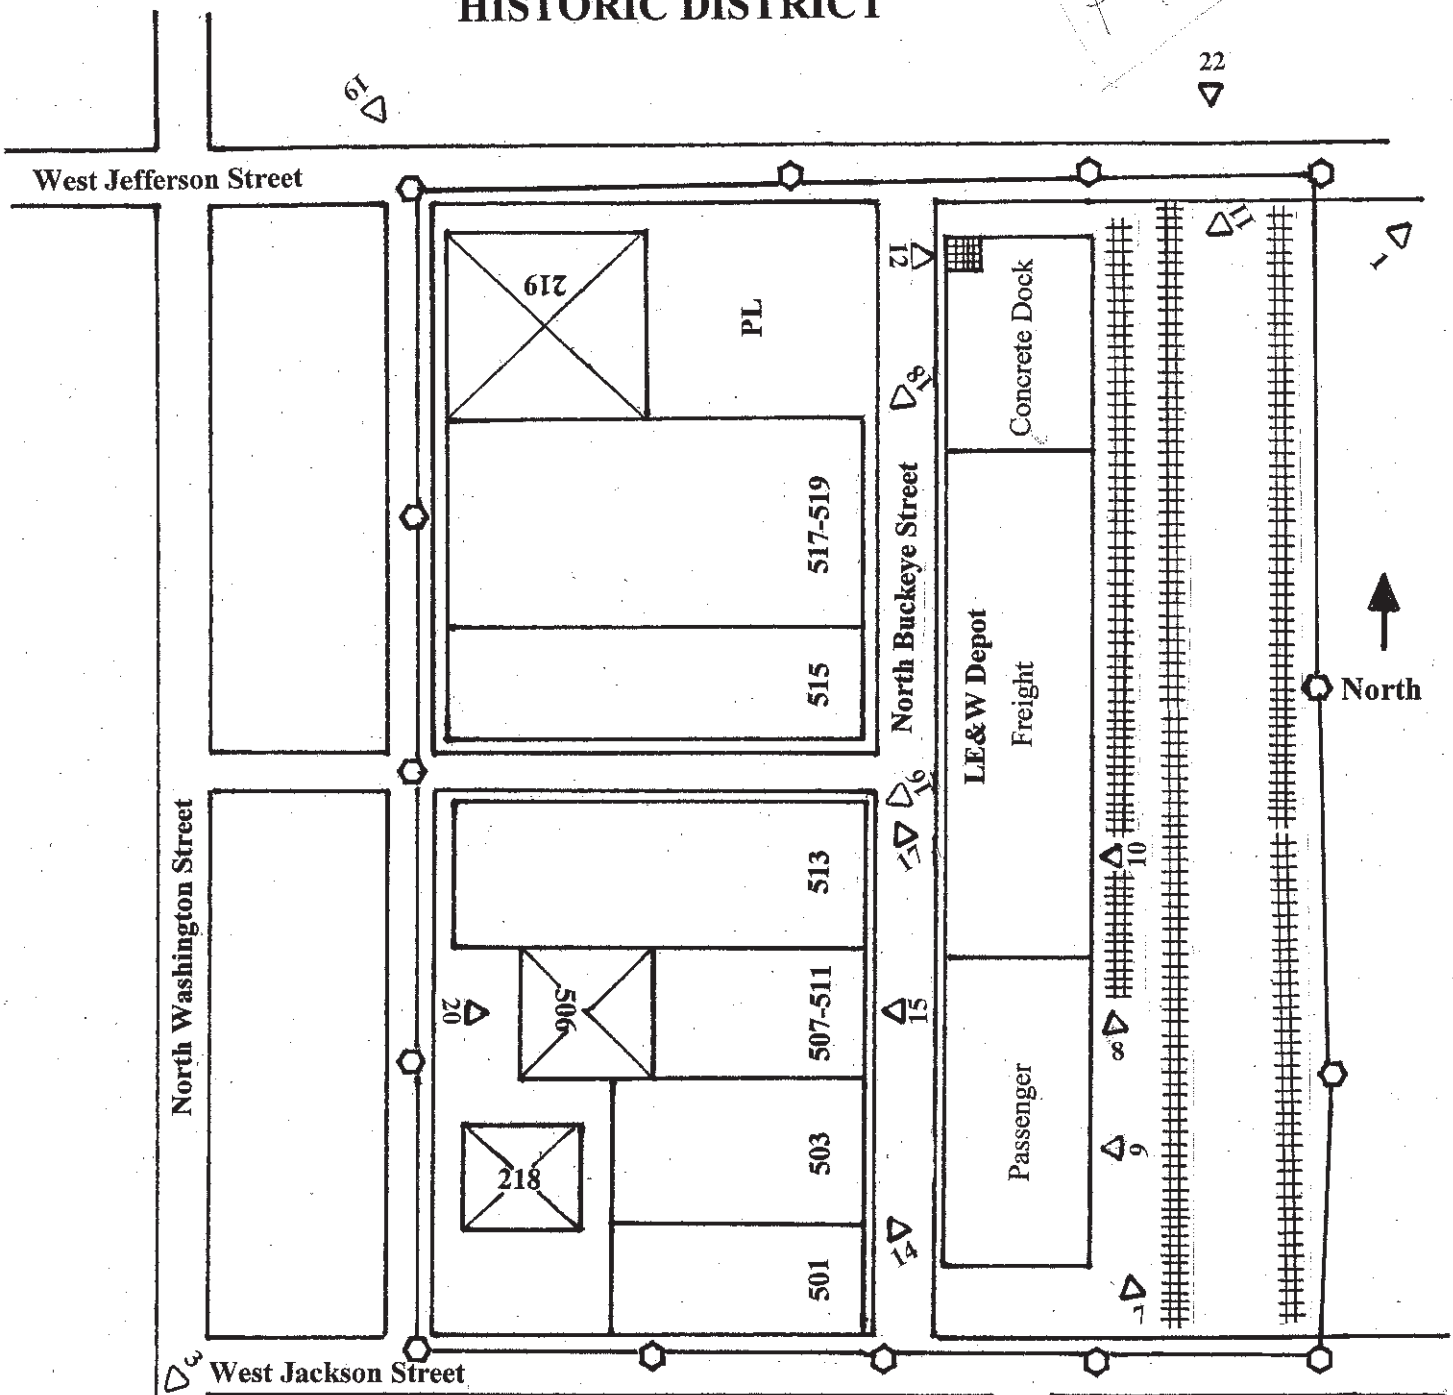 HISTORIC DISTRICT
22
19
West Jefferson Street
11
1
12
219
PL
Concrete Dock
18
517-519
North Buckeye Street
LE&W Depot
Freight
515
North
16
17
10
North Washington Street
513
20
506
507-511
15
8
Passenger
9
503
218
14
501
7
3
West Jackson Street